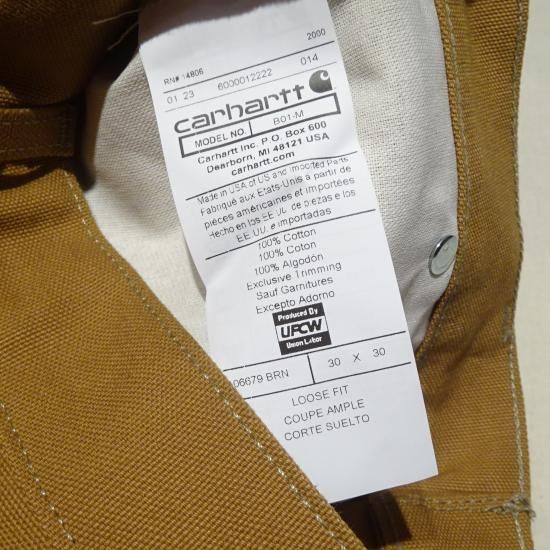 RN# 14806 2000
01 23 6000012222 014
carhartt
MODEL NO. B01-M
Carhartt Inc. P.O. Box 600
Dearborn, MI 48121 USA
carhartt.com
Made in USA of US and Imported Parts
Fabriqué aux Etats-Unis à partir de
pièces américaines et importées
Hecho en los EE UU de piezas de los
EE UU e importadas
100% Cotton
100% Coton
100% Algodón
Exclusive Trimming
Sauf Garnitures
Excepto Adorno
Produced By
UFCW
Union Labor
06679 BRN 30 X 30
LOOSE FIT
COUPE AMPLE
CORTE SUELTO